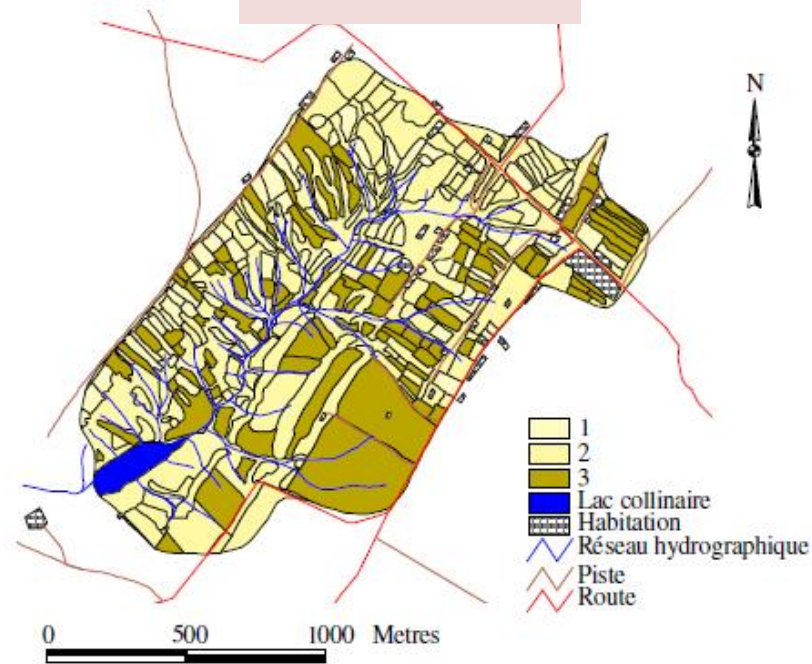 N
1
2
3
Lac collinaire
Habitation
Réseau hydrographique
Piste
Route
0 500 1000 Metres